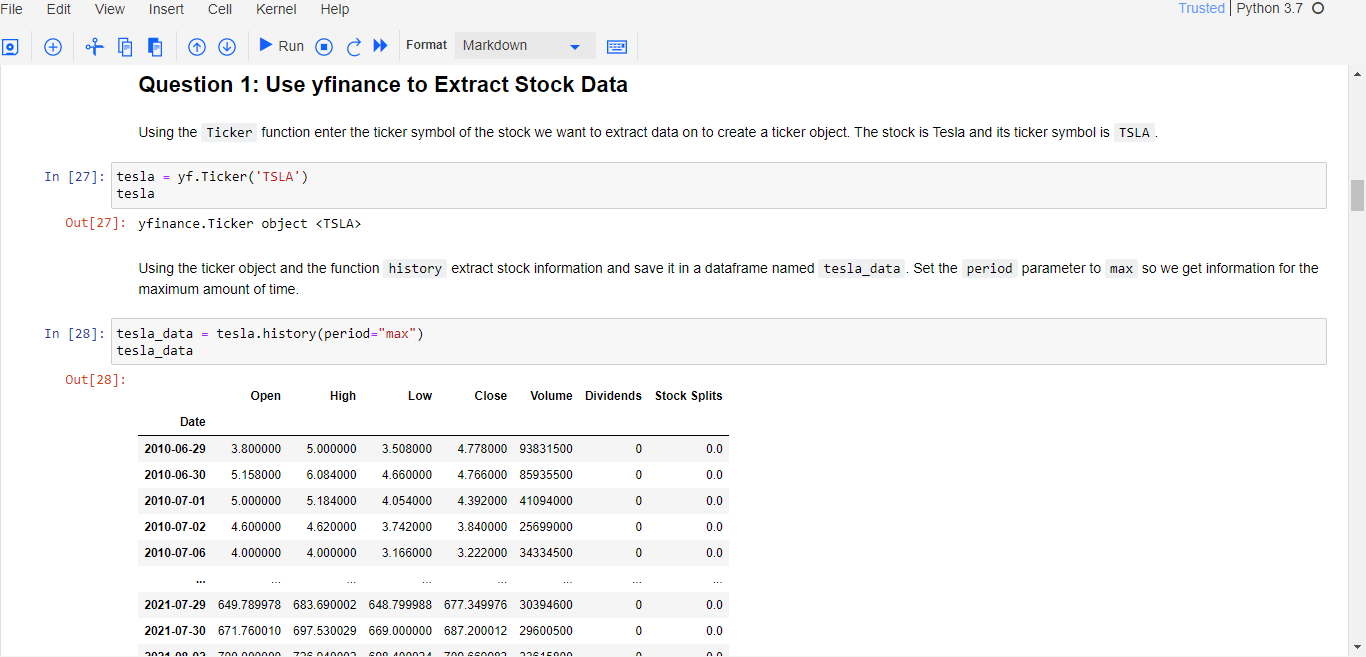 File Edit View Insert Cell Kernel Help Trusted Python 3.7
Run Format Markdown
Question 1: Use yfinance to Extract Stock Data
Using the Ticker function enter the ticker symbol of the stock we want to extract data on to create a ticker object. The stock is Tesla and its ticker symbol is TSLA .
In [27]: tesla = yf.Ticker('TSLA')
tesla
Out[27]: yfinance.Ticker object <TSLA>
Using the ticker object and the function history extract stock information and save it in a dataframe named tesla_data . Set the period parameter to max so we get information for the
maximum amount of time.
In [28]: tesla_data = tesla.history(period="max")
tesla_data
Out[28]:
Open High Low Close Volume Dividends Stock Splits
Date
2010-06-29 3.800000 5.000000 3.508000 4.778000 93831500 0 0.0
2010-06-30 5.158000 6.084000 4.660000 4.766000 85935500 0 0.0
2010-07-01 5.000000 5.184000 4.054000 4.392000 41094000 0 0.0
2010-07-02 4.600000 4.620000 3.742000 3.840000 25699000 0 0.0
2010-07-06 4.000000 4.000000 3.166000 3.222000 34334500 0 0.0
... ... ... ... ... ... ... ...
2021-07-29 649.789978 683.690002 648.799988 677.349976 30394600 0 0.0
2021-07-30 671.760010 697.530029 669.000000 687.200012 29600500 0 0.0